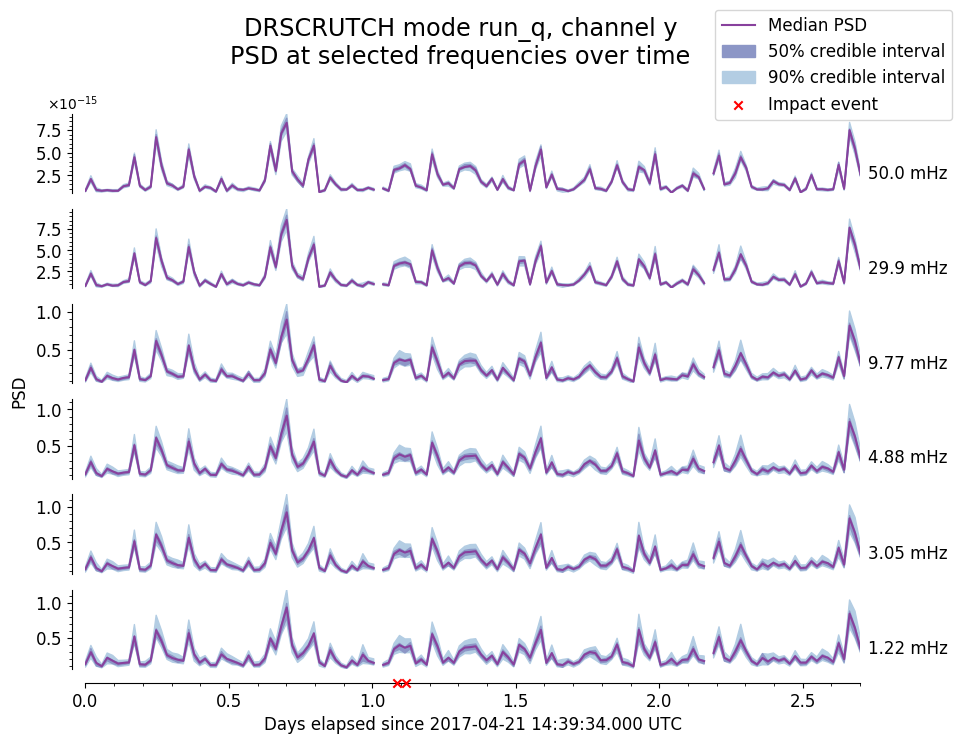 DRSCRUTCH mode run_q, channel y
PSD at selected frequencies over time
Median PSD
50% credible interval
90% credible interval
Impact event
×10⁻¹⁵
7.5
5.0
2.5
50.0 mHz
7.5
5.0
2.5
29.9 mHz
1.0
0.5
9.77 mHz
PSD
1.0
0.5
4.88 mHz
1.0
0.5
3.05 mHz
1.0
0.5
1.22 mHz
0.0 0.5 1.0 1.5 2.0 2.5
Days elapsed since 2017-04-21 14:39:34.000 UTC